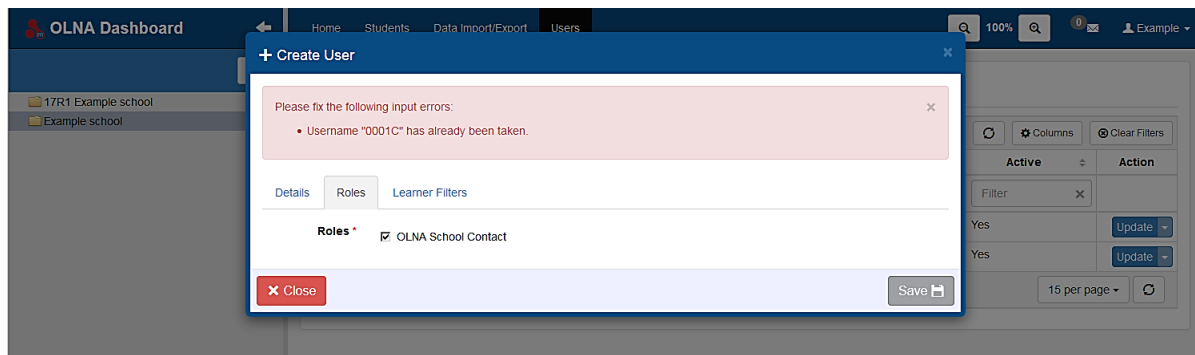 OLNA Dashboard
Home Students Data Import/Export Users
100%
0
Example
+ Create User
×
Please fix the following input errors:
×
• Username "0001C" has already been taken.
17R1 Example school
Example school
Columns
Clear Filters
Active
Action
Details Roles Learner Filters
Filter ×
Roles * OLNA School Contact
Yes Update
Yes Update
Close
Save
15 per page